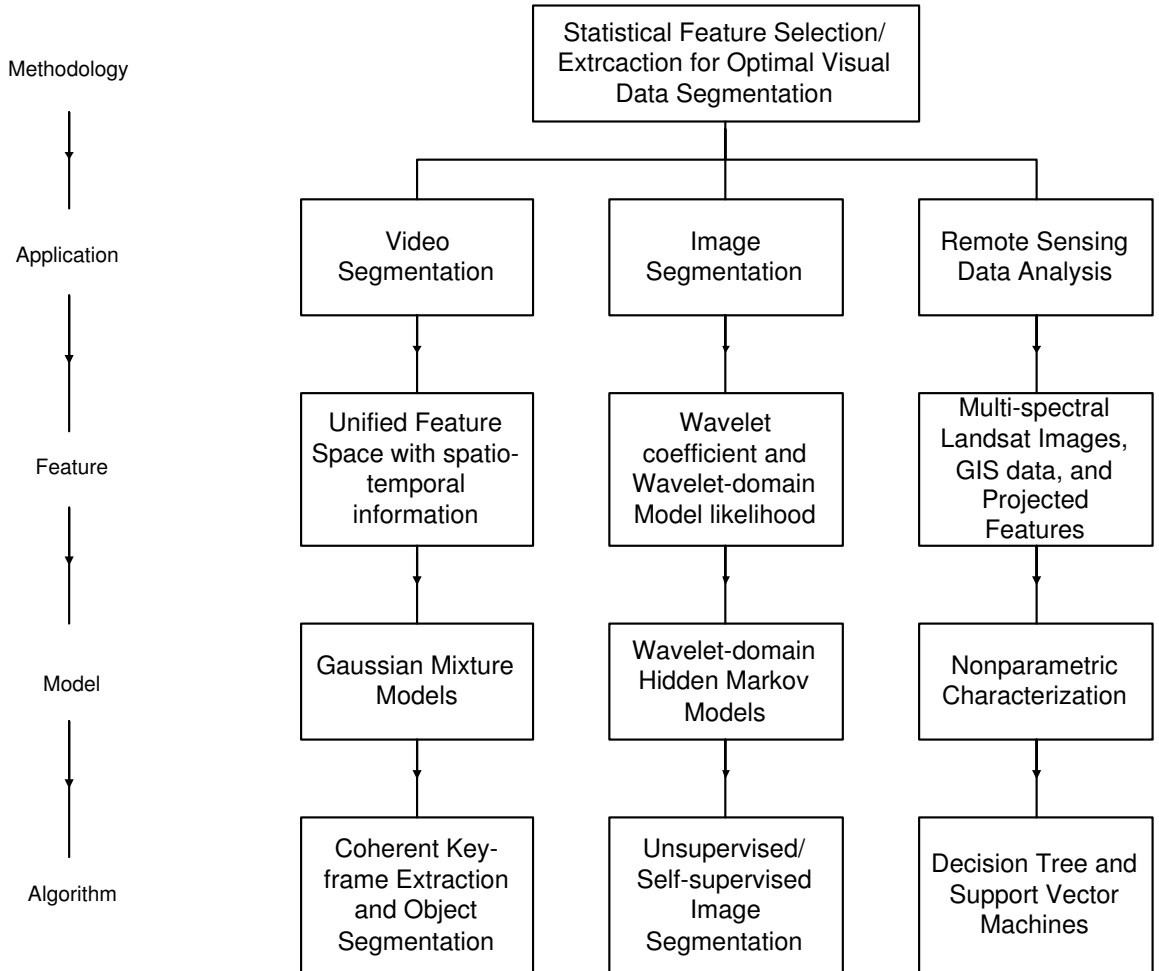 Statistical Feature Selection/
Extrcaction for Optimal Visual
Data Segmentation
Methodology
Application
Video
Segmentation
Image
Segmentation
Remote Sensing
Data Analysis
Feature
Unified Feature
Space with spatio-
temporal
information
Wavelet
coefficient and
Wavelet-domain
Model likelihood
Multi-spectral
Landsat Images,
GIS data, and
Projected
Features
Model
Gaussian Mixture
Models
Wavelet-domain
Hidden Markov
Models
Nonparametric
Characterization
Algorithm
Coherent Key-
frame Extraction
and Object
Segmentation
Unsupervised/
Self-supervised
Image
Segmentation
Decision Tree and
Support Vector
Machines